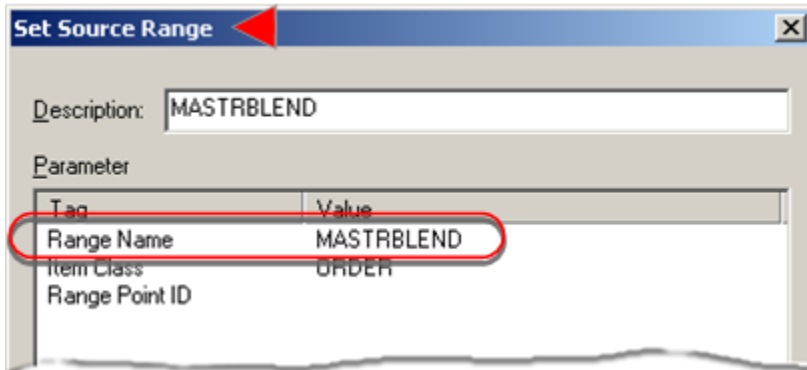 Set Source Range
Description: MASTRBLEND
Parameter
Tag Value
Range Name MASTRBLEND
Item Class ORDER
Range Point ID